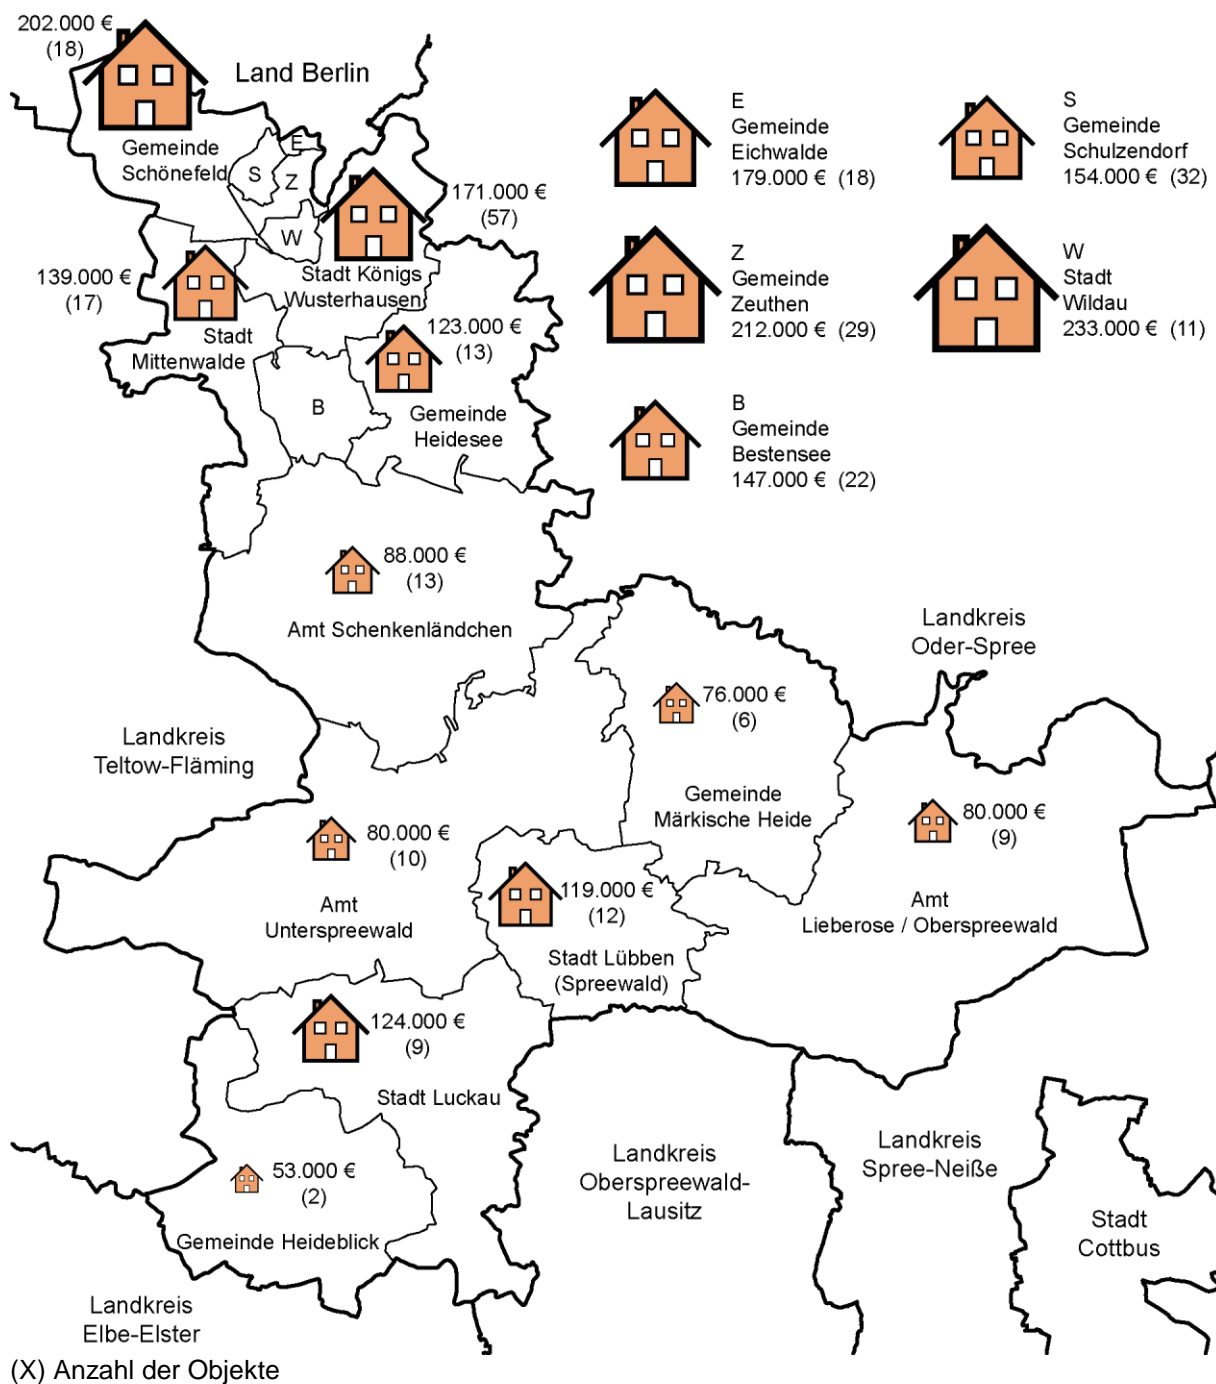 202.000 €
(18)
Land Berlin
Gemeinde
Schönefeld
E
S
Z
W
171.000 €
(57)
Stadt Königs
Wusterhausen
139.000 €
(17)
Stadt
Mittenwalde
123.000 €
(13)
Gemeinde
Heidesee
B
E
Gemeinde
Eichwalde
179.000 € (18)
S
Gemeinde
Schulzendorf
154.000 € (32)
Z
Gemeinde
Zeuthen
212.000 € (29)
W
Stadt
Wildau
233.000 € (11)
B
Gemeinde
Bestensee
147.000 € (22)
88.000 €
(13)
Amt Schenkenländchen
Landkreis
Oder-Spree
76.000 €
(6)
Gemeinde
Märkische Heide
Landkreis
Teltow-Fläming
80.000 €
(10)
Amt
Unterspreewald
80.000 €
(9)
Amt
Lieberose / Oberspreewald
119.000 €
(12)
Stadt Lübben
(Spreewald)
124.000 €
(9)
Stadt Luckau
53.000 €
(2)
Gemeinde Heideblick
Landkreis
Oberspreewald-
Lausitz
Landkreis
Spree-Neiße
Stadt
Cottbus
Landkreis
Elbe-Elster
(X) Anzahl der Objekte